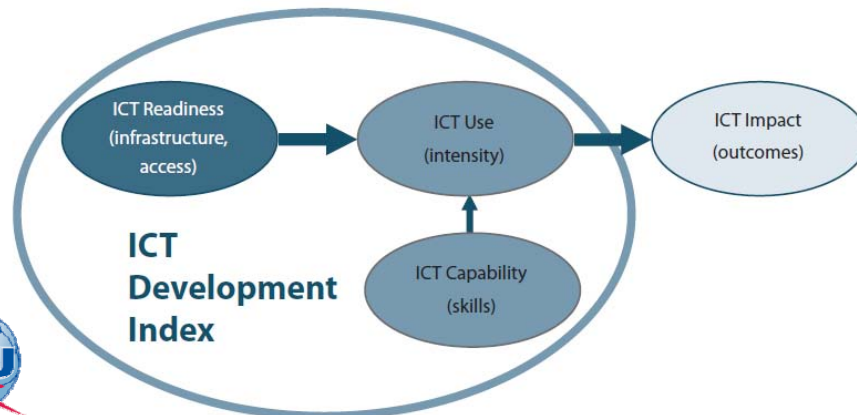 ICT Readiness
(infrastructure,
access)
ICT Use
(intensity)
ICT Impact
(outcomes)
ICT Capability
(skills)
ICT
Development
Index